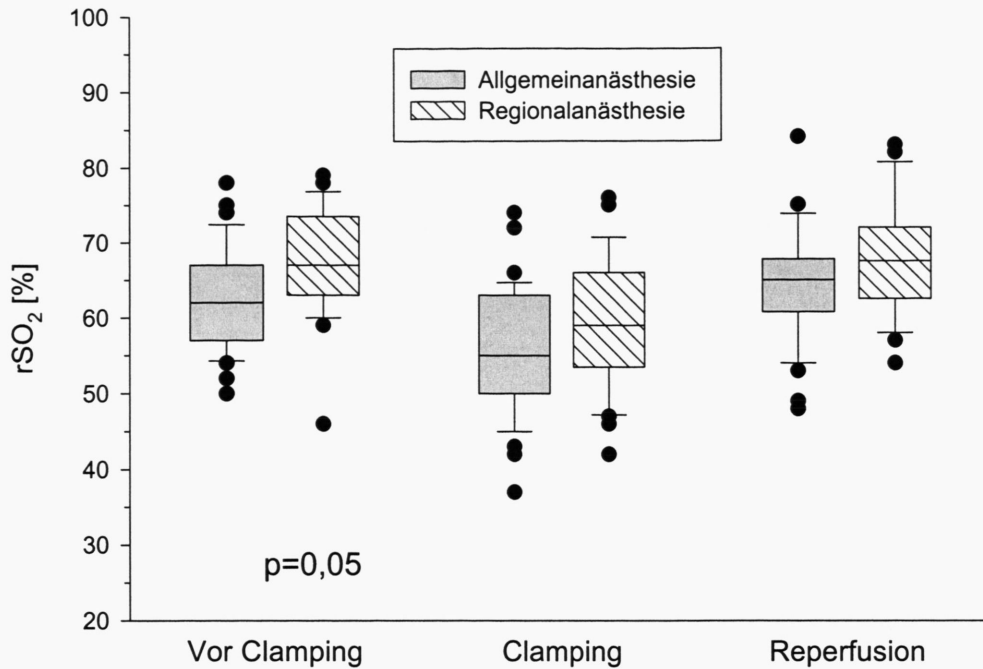 100
90
80
70
60
50
40
30
20
rSO₂ [%]
Allgemeinanästhesie
Regionalanästhesie
p=0,05
Vor Clamping
Clamping
Reperfusion